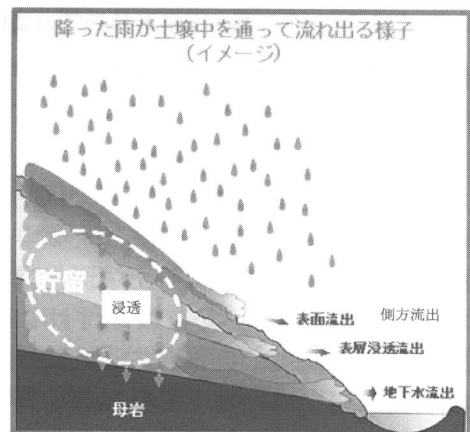 降った雨が土壌中を通って流れ出る様子
(イメージ)
貯留
浸透
表面流出 側方流出
表層浸透流出
地下水流出
母岩